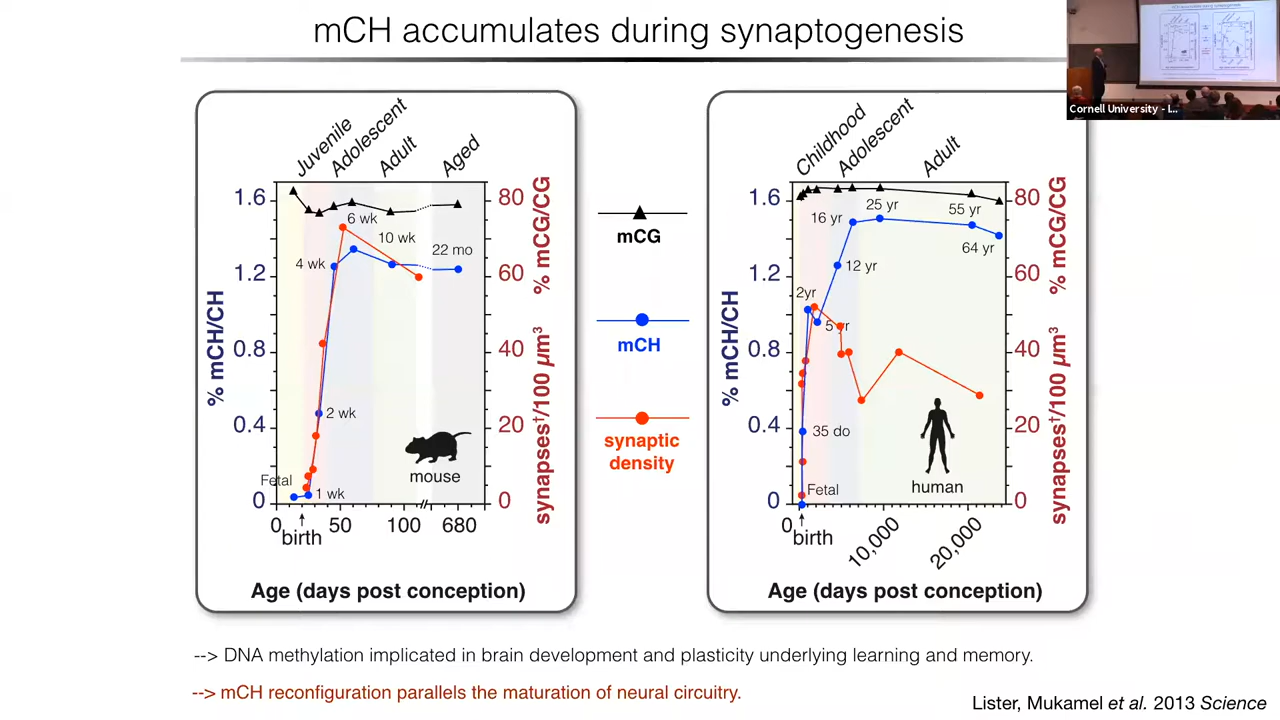 mCH accumulates during synaptogenesis
Cornell University - I...
Juvenile
Adolescent
Adult
Aged
1.6
1.2
0.8
0.4
0
% mCH/CH
80
60
40
20
0
% mCG/CG
synapses†/100 µm³
6 wk
10 wk
4 wk
22 mo
2 wk
Fetal
1 wk
mouse
0
50
100
680
birth
Age (days post conception)
mCG
mCH
synaptic
density
Childhood
Adolescent
Adult
1.6
1.2
0.8
0.4
0
% mCH/CH
80
60
40
20
0
% mCG/CG
synapses†/100 µm³
25 yr
16 yr
55 yr
64 yr
12 yr
2yr
5 yr
35 do
Fetal
human
0
10,000
20,000
birth
Age (days post conception)
--> DNA methylation implicated in brain development and plasticity underlying learning and memory.
--> mCH reconfiguration parallels the maturation of neural circuitry.
Lister, Mukamel et al. 2013 Science